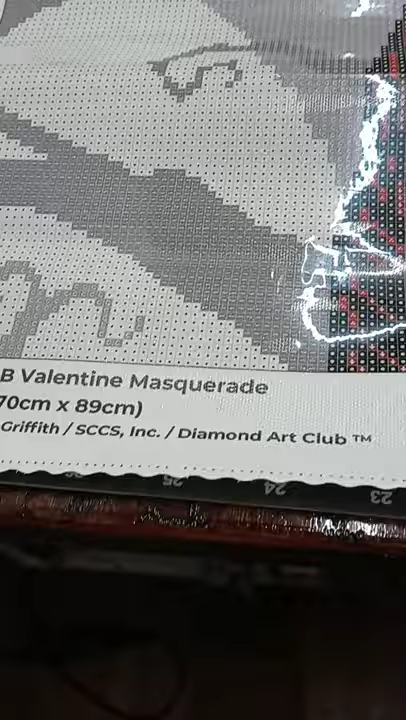 B Valentine Masquerade
70cm x 89cm)
Griffith / SCCS, Inc. / Diamond Art Club ™
25 24 23